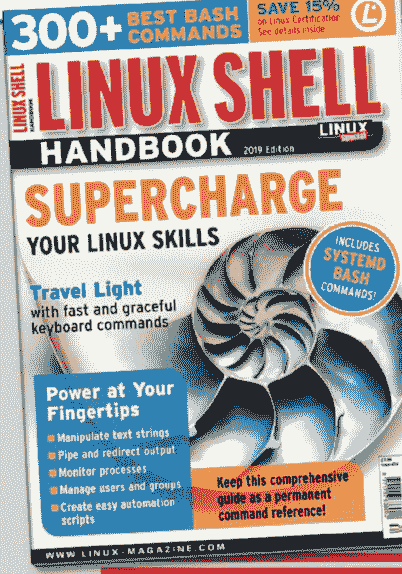 300+ BEST BASH
COMMANDS
SAVE 15%
on Linux Certification
See details inside
LINUX SHELL
HANDBOOK
LINUX SHELL
HANDBOOK 2019 Edition
LINUX
SUPERCHARGE
YOUR LINUX SKILLS
INCLUDES
SYSTEMD
BASH
COMMANDS!
Travel Light
with fast and graceful
keyboard commands
Power at Your
Fingertips
Manipulate text strings
Pipe and redirect output
Monitor processes
Manage users and groups
Create easy automation
scripts
Keep this comprehensive
guide as a permanent
command reference!
WWW.LINUX-MAGAZINE.COM